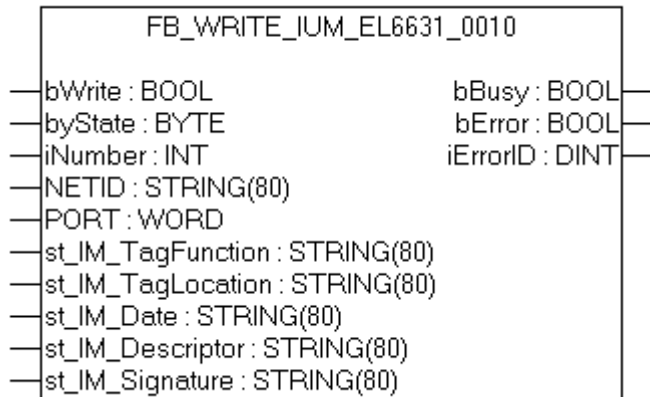 FB_WRITE_IUM_EL6631_0010
bWrite : BOOL bBusy : BOOL
byState : BYTE bError : BOOL
iNumber : INT iErrorID : DINT
NETID : STRING(80)
PORT : WORD
st_IM_TagFunction : STRING(80)
st_IM_TagLocation : STRING(80)
st_IM_Date : STRING(80)
st_IM_Descriptor : STRING(80)
st_IM_Signature : STRING(80)